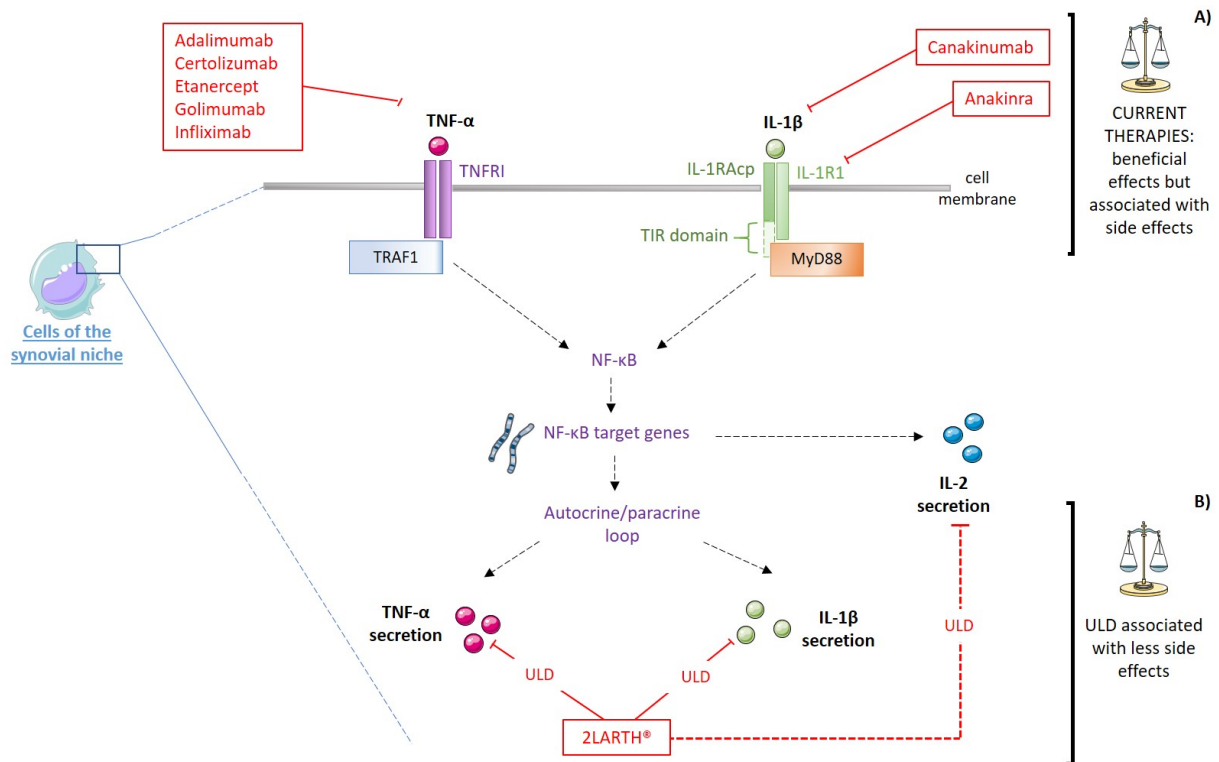 A)
Adalimumab
Certolizumab
Etanercept
Golimumab
Infliximab
Canakinumab
Anakinra
TNF-α
IL-1β
TNFRI
IL-1RAcp
IL-1R1
cell
membrane
TIR domain
TRAF1
MyD88
CURRENT
THERAPIES:
beneficial
effects but
associated with
side effects
Cells of the
synovial niche
NF-κB
NF-κB target genes
IL-2
secretion
Autocrine/paracrine
loop
B)
TNF-α
secretion
IL-1β
secretion
ULD
ULD
ULD
ULD associated
with less side
effects
2LARTH®